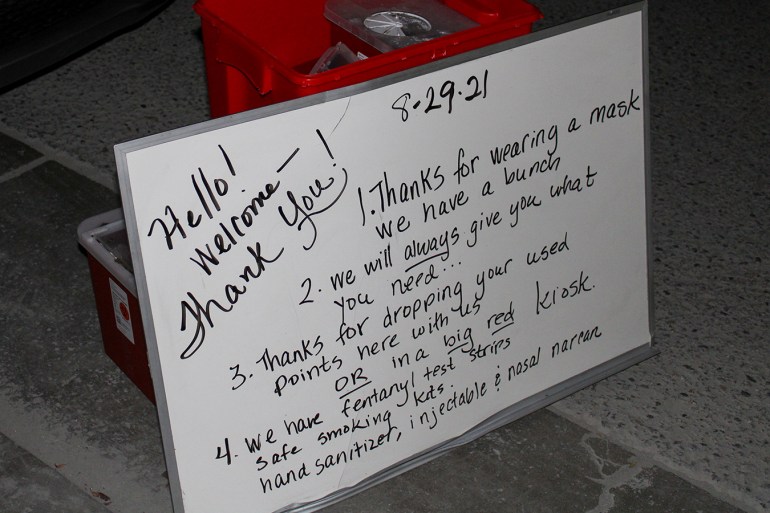 8-29-21
Hello!
Welcome—
Thank You!
1. Thanks for wearing a mask
we have a bunch
2. we will always give you what
you need...
3. Thanks for dropping your used
points here with us
OR in a big red kiosk.
4. we have fentanyl test strips
safe smoking kits.
hand sanitizer, injectable & nasal narcan